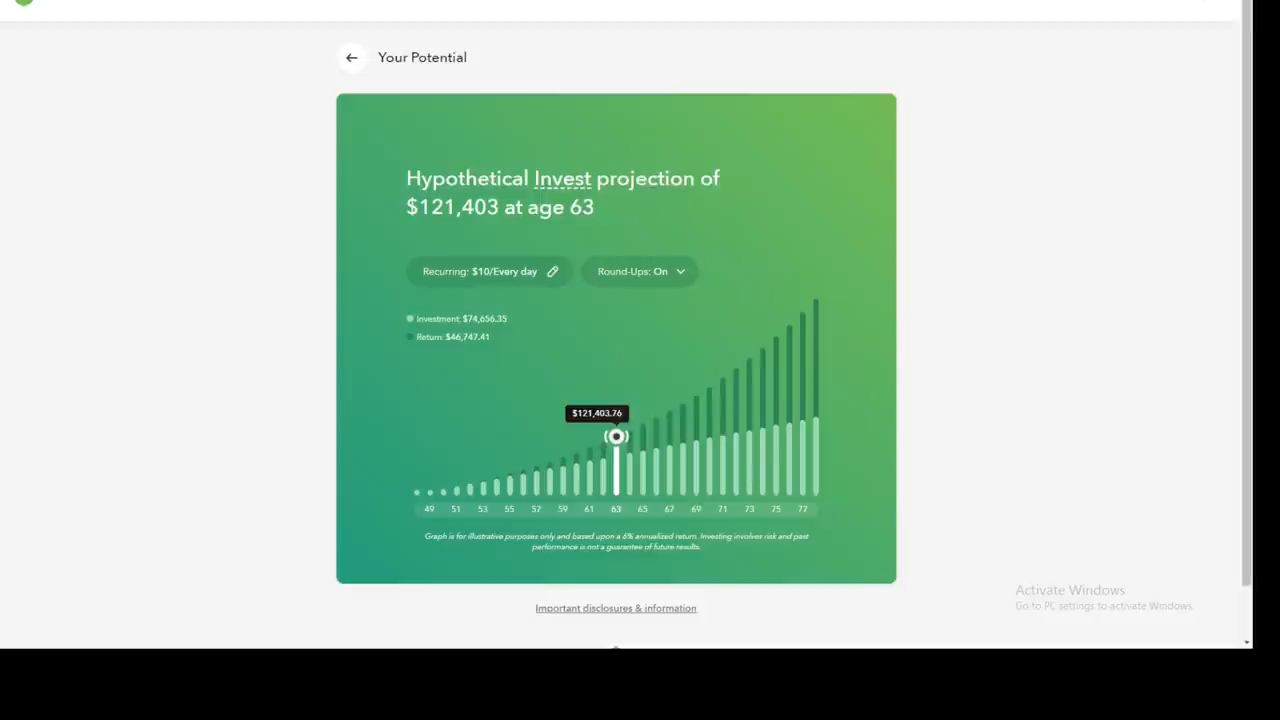 Your Potential
Hypothetical Invest projection of
$121,403 at age 63
Recurring: $10/Every day
Round-Ups: On
Investment: $74,656.35
Return: $46,747.41
$121,403.76
49 51 53 55 57 59 61 63 65 67 69 71 73 75 77
Graph is for illustrative purposes only and based upon a 6% annualized return. Investing involves risk and past
performance is not a guarantee of future results.
Important disclosures & information
Activate Windows
Go to PC settings to activate Windows.